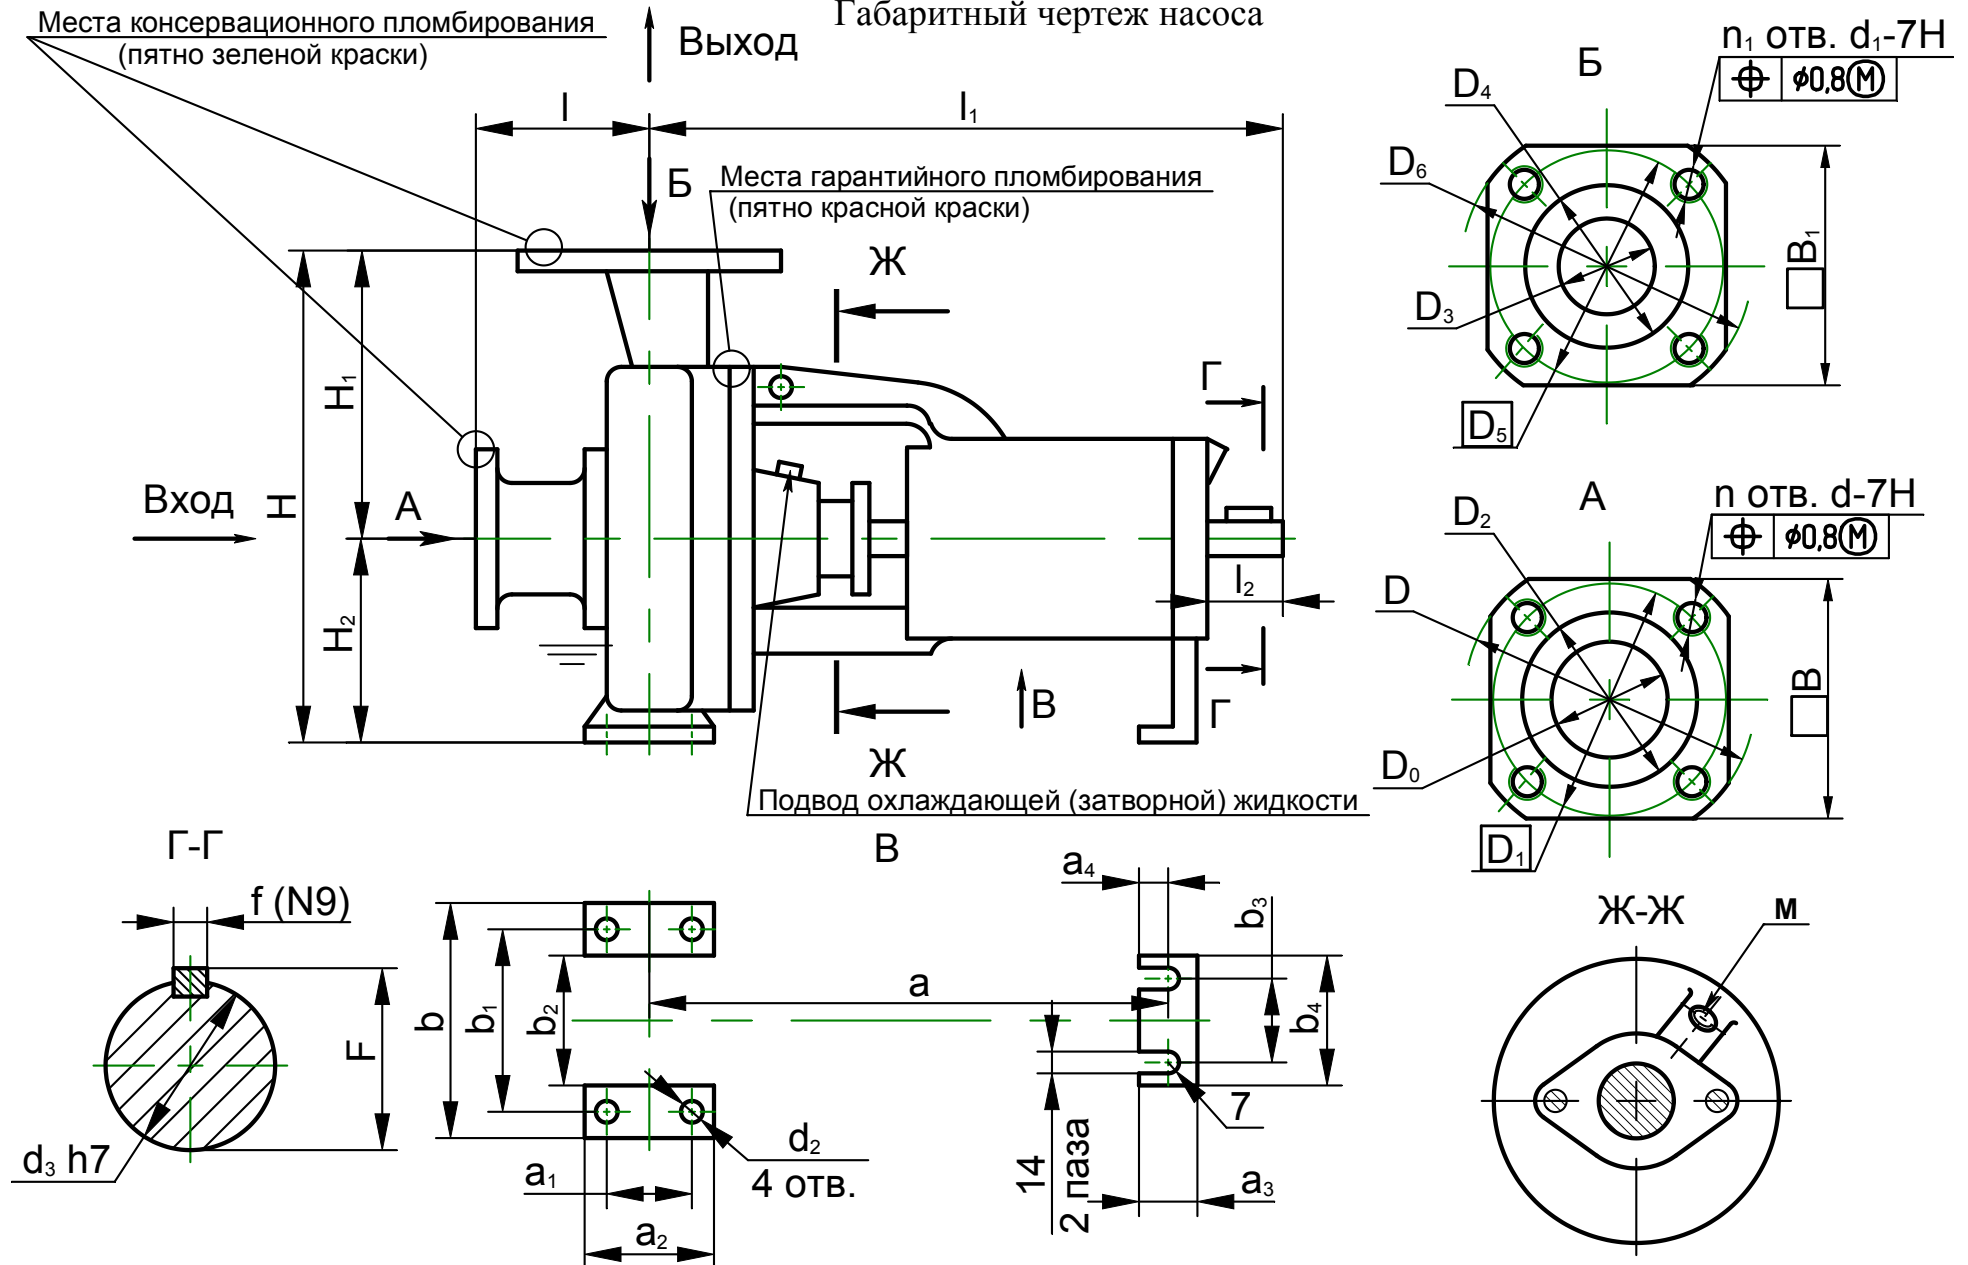 Габаритный чертеж насоса
Места консервационного пломбирования
(пятно зеленой краски)
Выход
l
l₁
Б
Места гарантийного пломбирования
(пятно красной краски)
Ж
Г
H
H₁
H₂
Вход
А
l₂
В
Г
Ж
Подвод охлаждающей (затворной) жидкости
Б
n₁ отв. d₁-7H
⌀0,8Ⓜ
D₄
D₆
D₃
D₅
B₁
А
n отв. d-7H
⌀0,8Ⓜ
D₂
D
D₀
D₁
B
Г-Г
f (N9)
F
d₃ h7
В
b
b₁
b₂
a
a₁
a₂
d₂
4 отв.
a₄
b₃
b₄
7
14
2 паза
a₃
Ж-Ж
М